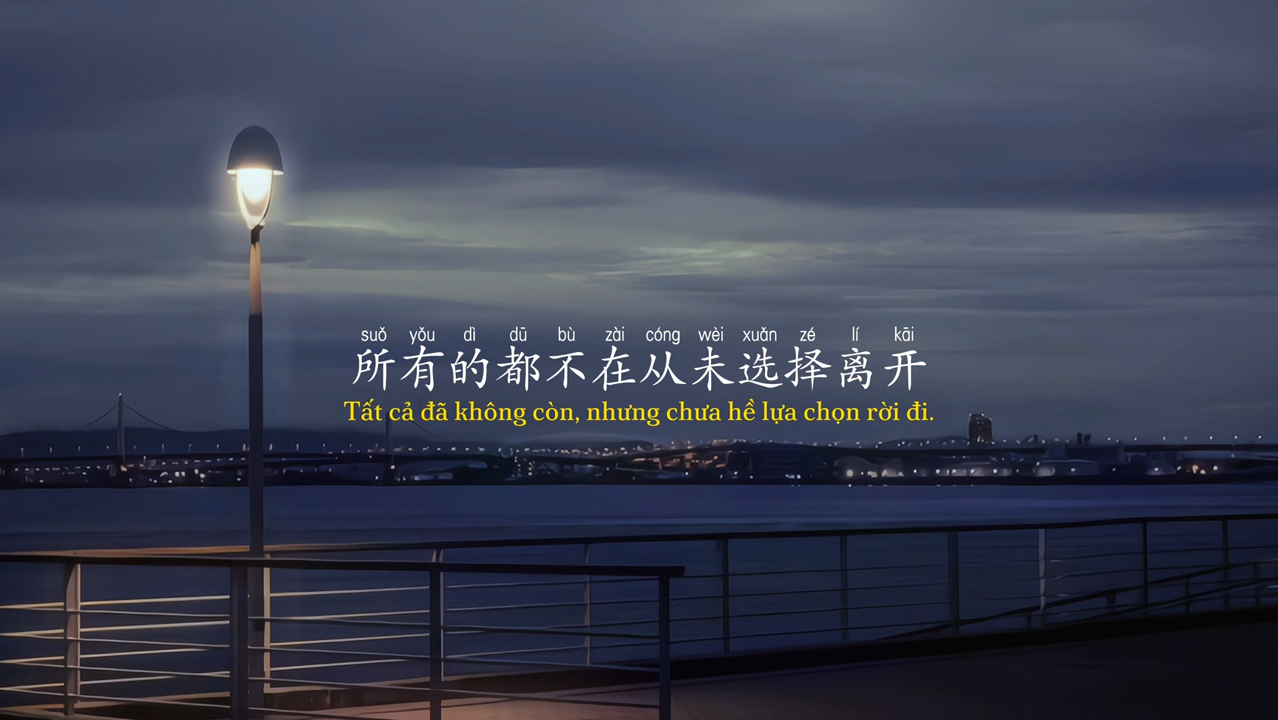 suǒ yǒu dì dū bù zài cóng wèi xuǎn zé lí kāi
所有的都不在从未选择离开
Tất cả đã không còn, nhưng chưa hề lựa chọn rời đi.